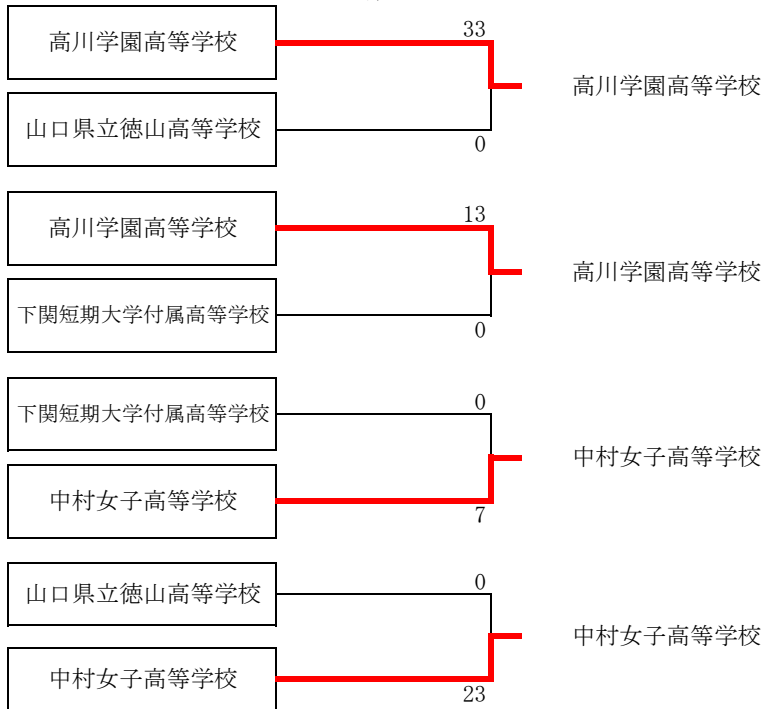 高川学園高等学校
33
高川学園高等学校
山口県立徳山高等学校
0
高川学園高等学校
13
高川学園高等学校
下関短期大学付属高等学校
0
下関短期大学付属高等学校
0
中村女子高等学校
中村女子高等学校
7
山口県立徳山高等学校
0
中村女子高等学校
中村女子高等学校
23